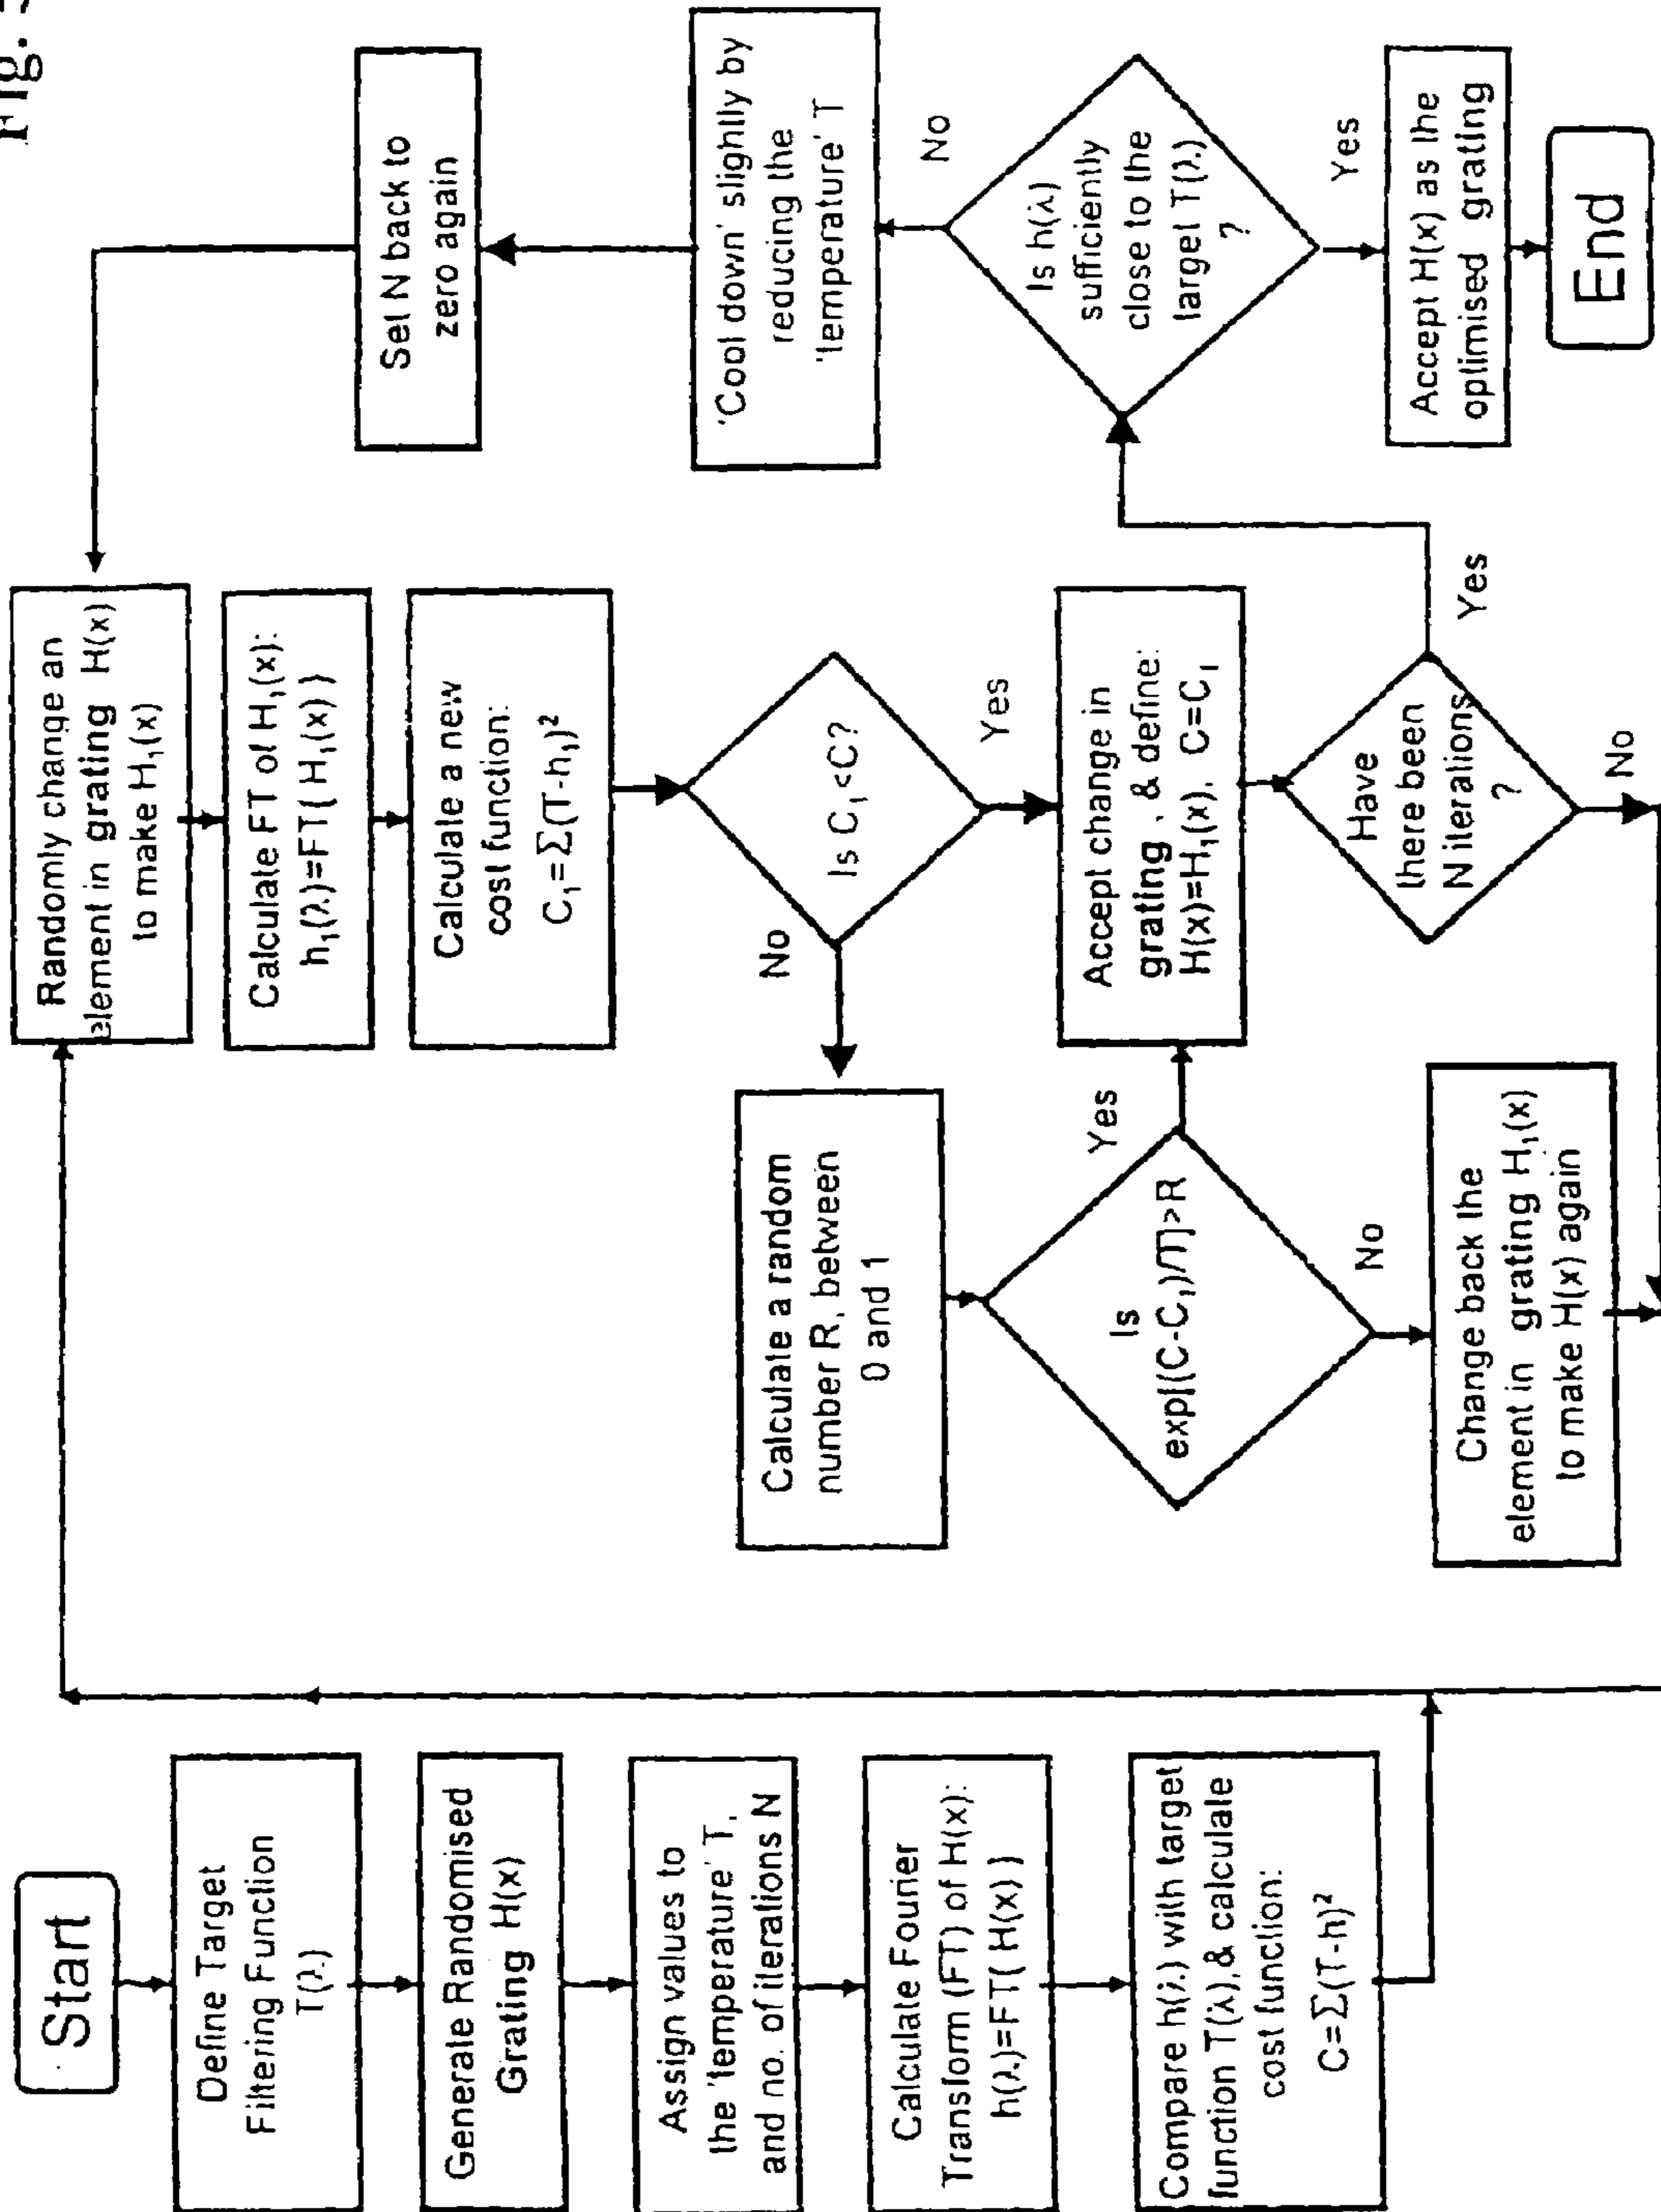 Fig.
Start
Define Target
Filtering Function
T(λ)
Generate Randomised
Grating H(x)
Assign values to
the 'temperature' T,
and no. of iterations N
Calculate Fourier
Transform (FT) of H(x):
h(λ)=FT{H(x)}
Compare h(λ) with target
function T(λ),& calculate
cost function:
C=Σ(T-h)²
Randomly change an
element in grating H(x)
to make H₁(x)
Calculate FT of H₁(x):
h₁(λ)=FT{H₁(x)}
Calculate a new
cost function:
C₁=Σ(T-h₁)²
Is C₁<C?
No
Yes
Calculate a random
number R, between
0 and 1
Is
exp[(C-C₁)/T]>R
Yes
No
Change back the
element in grating H₁(x)
to make H(x) again
Accept change in
grating, & define:
H(x)=H₁(x), C=C₁
Have
there been
N iterations
?
No
Yes
Set N back to
zero again
'Cool down' slightly by
reducing the
'temperature' T
No
Is h(λ)
sufficiently
close to the
target T(λ)
?
Yes
Accept H(x) as the
optimised grating
End